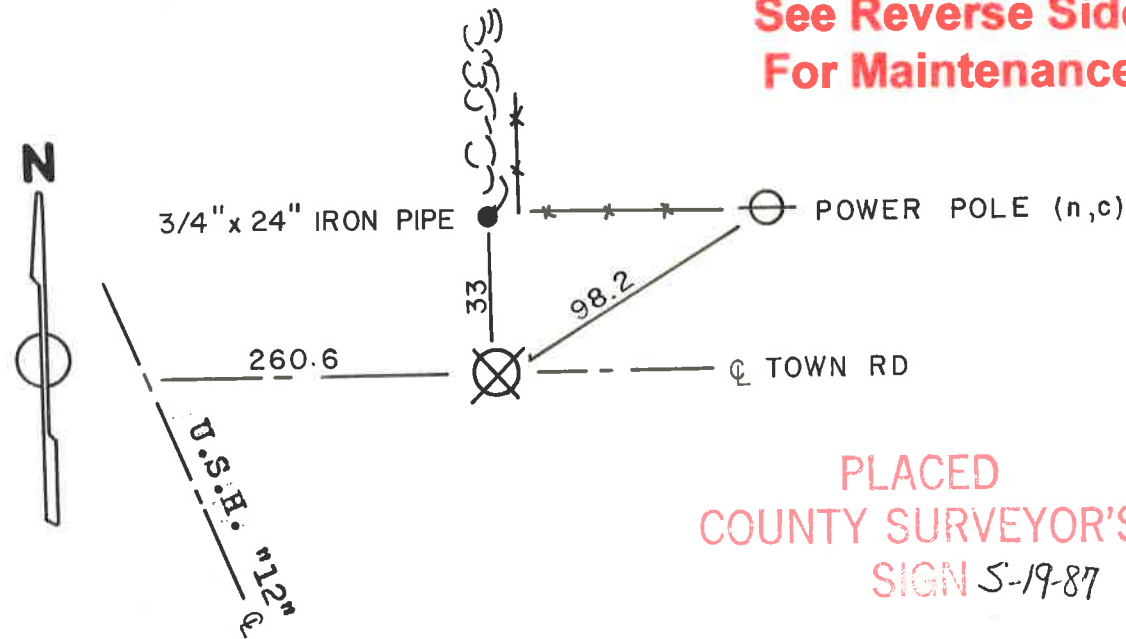 See Reverse Side
For Maintenance
N
3/4" x 24" IRON PIPE
POWER POLE (n,c)
33
98.2
260.6
℄ TOWN RD
U.S.H. "12"
℄
PLACED
COUNTY SURVEYOR'S
SIGN 5-19-87